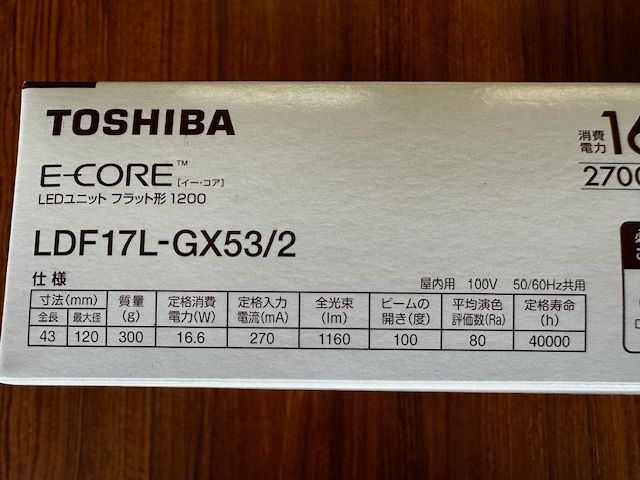 TOSHIBA
消費
電力
16
E-CORE™
[イー・コア]
2700
LEDユニット フラット形1200
LDF17L-GX53/2
仕様
屋内用 100V 50/60Hz共用
寸法(mm) 質量(g) 定格消費電力(W) 定格入力電流(mA) 全光束(lm) ビームの開き(度) 平均演色評価数(Ra) 定格寿命(h)
全長 最大径
43 120 300 16.6 270 1160 100 80 40000